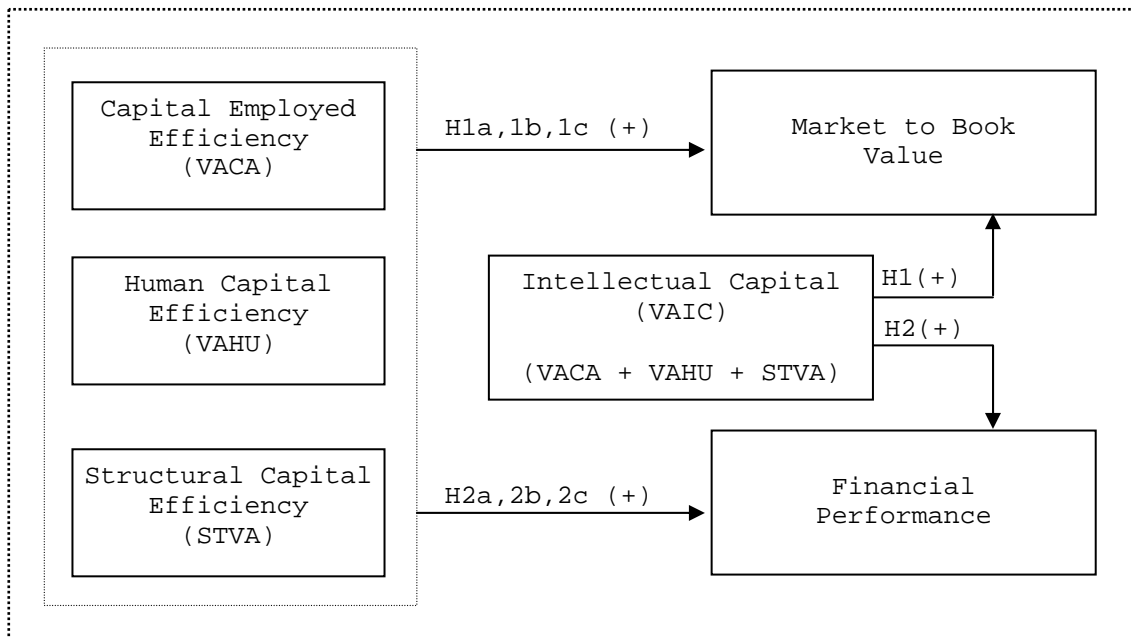 Capital Employed
Efficiency
(VACA)
H1a,1b,1c (+)
Market to Book
Value
Human Capital
Efficiency
(VAHU)
Intellectual Capital
(VAIC)
(VACA + VAHU + STVA)
H1(+)
H2(+)
Structural Capital
Efficiency
(STVA)
H2a,2b,2c (+)
Financial
Performance